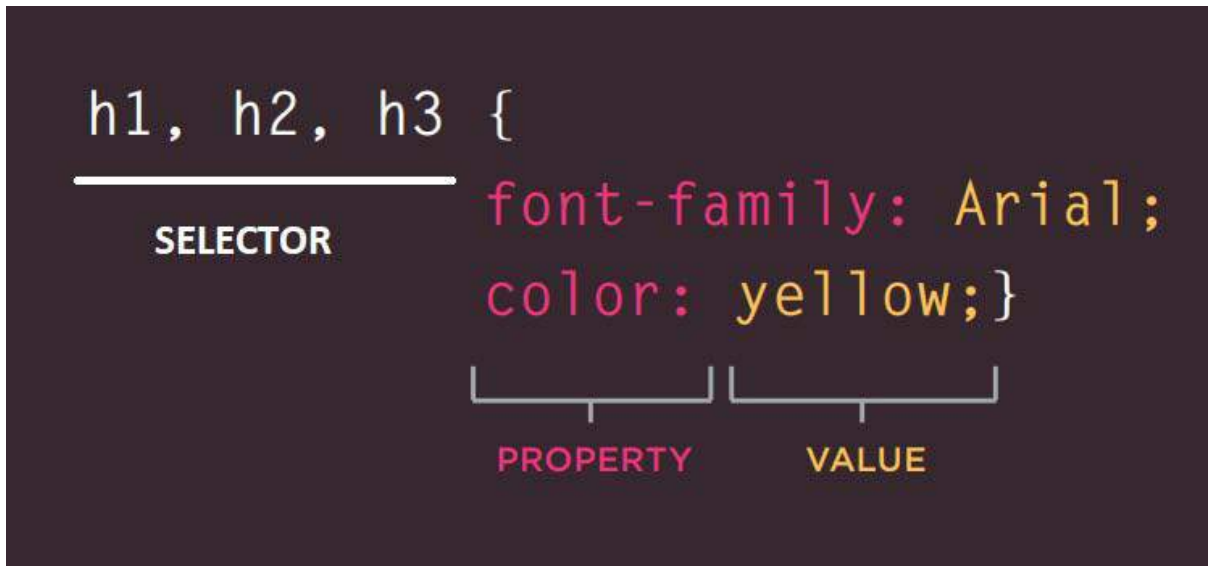 h1, h2, h3 {
SELECTOR
font-family: Arial;
color: yellow;}
PROPERTY VALUE